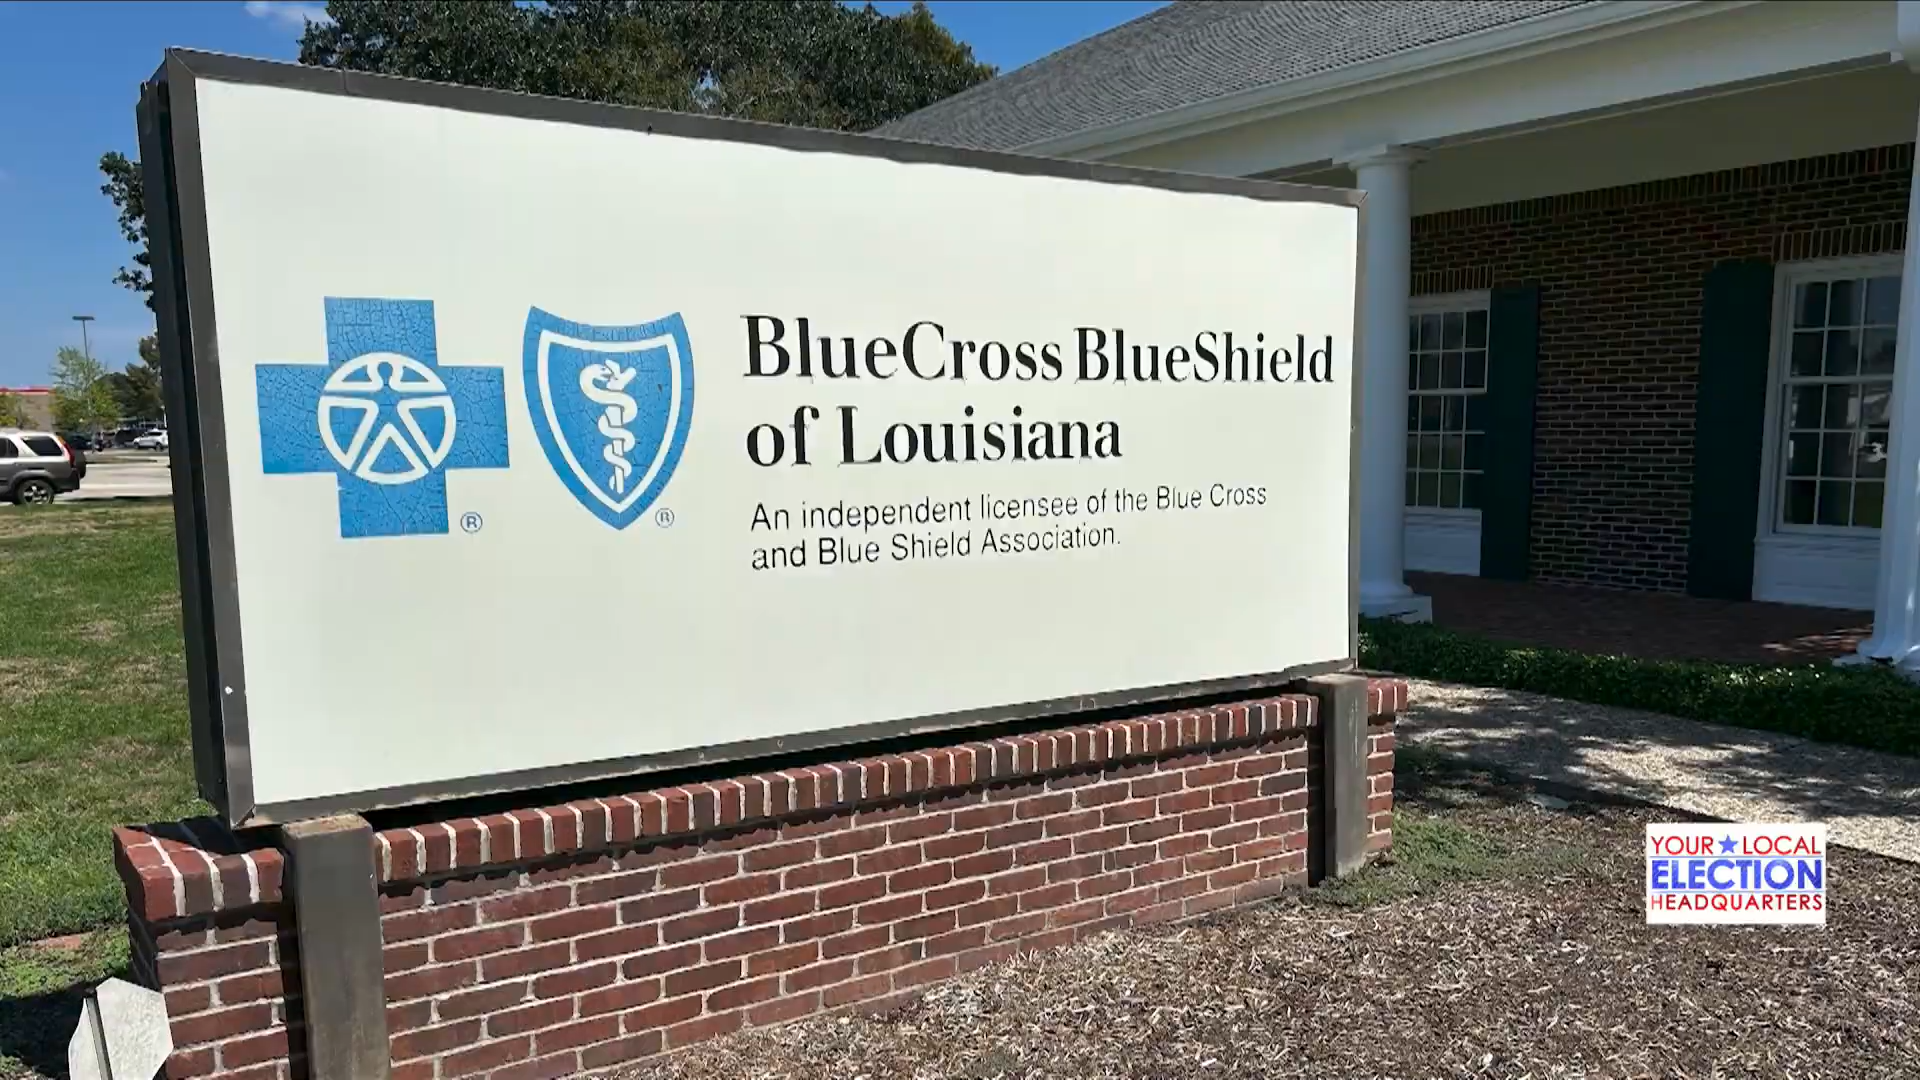 BlueCross BlueShield
of Louisiana
An independent licensee of the Blue Cross
and Blue Shield Association.
®
®
YOUR★LOCAL
ELECTION
HEADQUARTERS